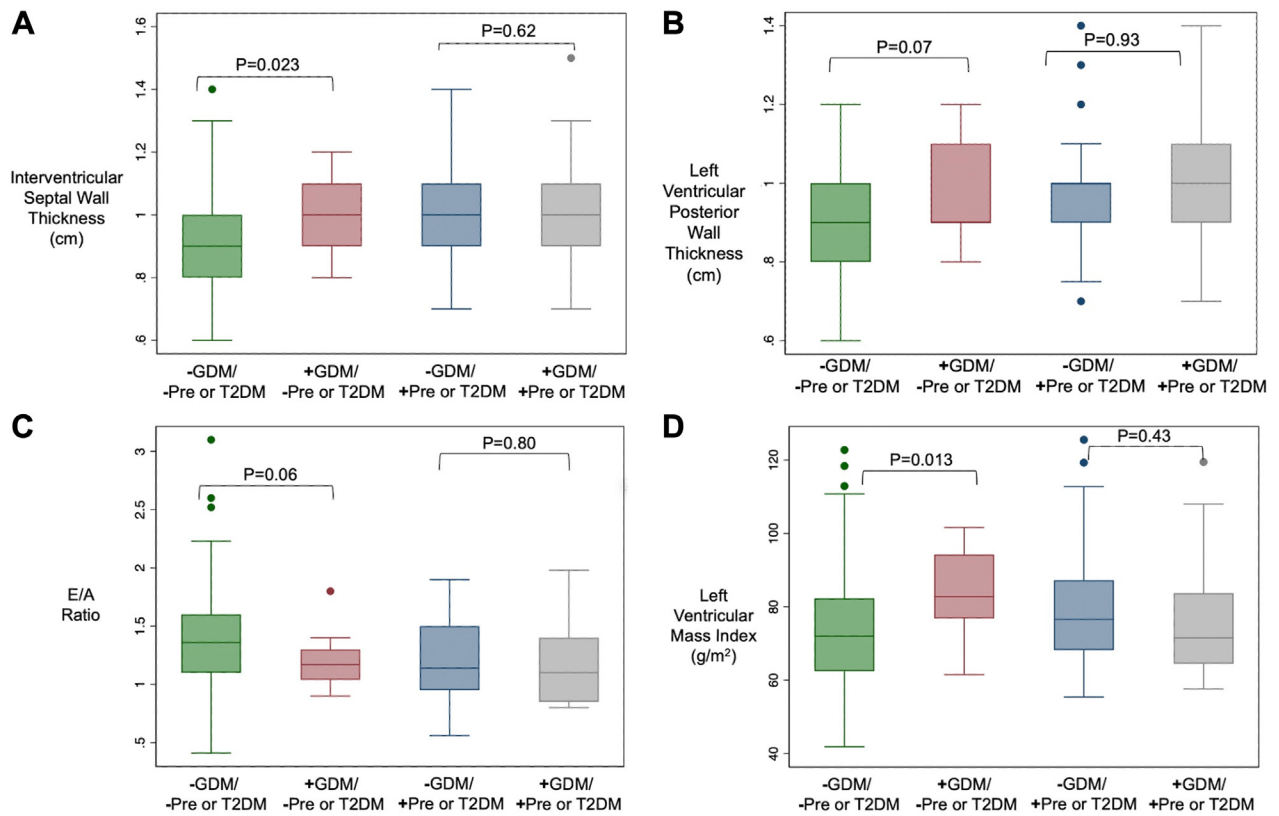 A
Interventricular
Septal Wall
Thickness
(cm)
1.6
1.4
1.2
1
.8
.6
P=0.023
P=0.62
-GDM/
-Pre or T2DM
+GDM/
-Pre or T2DM
-GDM/
+Pre or T2DM
+GDM/
+Pre or T2DM
B
Left
Ventricular
Posterior
Wall
Thickness
(cm)
1.4
1.2
1
.8
.6
P=0.07
P=0.93
-GDM/
-Pre or T2DM
+GDM/
-Pre or T2DM
-GDM/
+Pre or T2DM
+GDM/
+Pre or T2DM
C
E/A
Ratio
3
2.5
2
1.5
1
.5
P=0.06
P=0.80
-GDM/
-Pre or T2DM
+GDM/
-Pre or T2DM
-GDM/
+Pre or T2DM
+GDM/
+Pre or T2DM
D
Left
Ventricular
Mass Index
(g/m²)
120
100
80
60
40
P=0.013
P=0.43
-GDM/
-Pre or T2DM
+GDM/
-Pre or T2DM
-GDM/
+Pre or T2DM
+GDM/
+Pre or T2DM